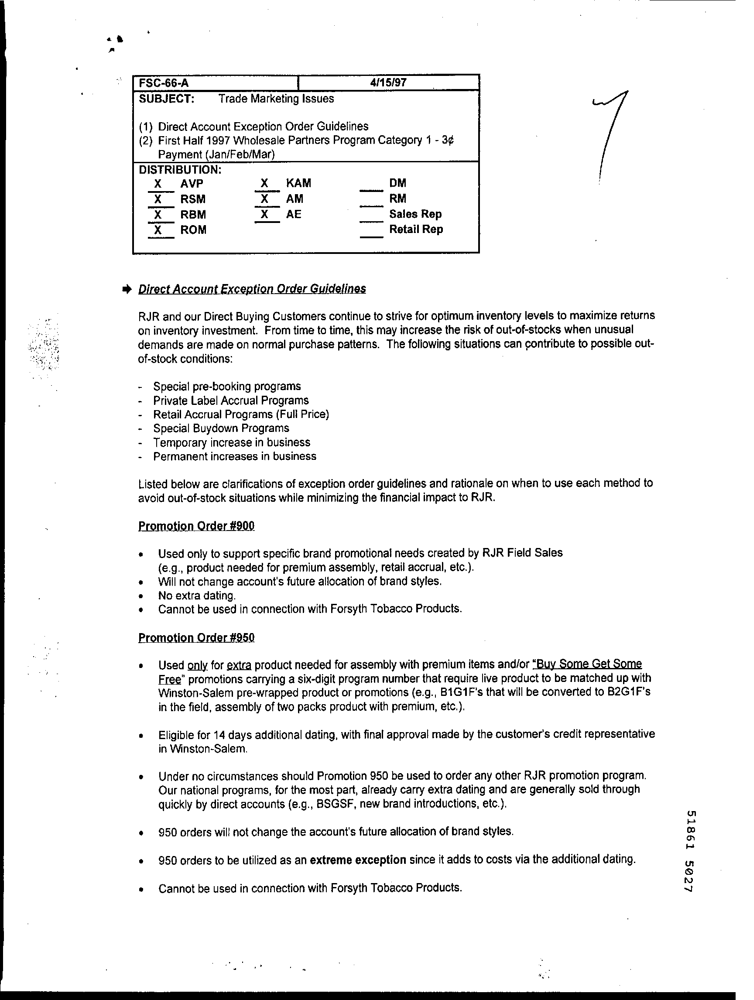 7
FSC-66-A 4/15/97
SUBJECT: Trade Marketing Issues
(1) Direct Account Exception Order Guidelines
(2) First Half 1997 Wholesale Partners Program Category 1 - 3¢
Payment (Jan/Feb/Mar)
DISTRIBUTION:
X AVP X KAM ___ DM
X RSM X AM ___ RM
X RBM X AE ___ Sales Rep
X ROM ___ Retail Rep
➡ Direct Account Exception Order Guidelines
RJR and our Direct Buying Customers continue to strive for optimum inventory levels to maximize returns
on inventory investment. From time to time, this may increase the risk of out-of-stocks when unusual
demands are made on normal purchase patterns. The following situations can contribute to possible out-
of-stock conditions:
- Special pre-booking programs
- Private Label Accrual Programs
- Retail Accrual Programs (Full Price)
- Special Buydown Programs
- Temporary increase in business
- Permanent increases in business
Listed below are clarifications of exception order guidelines and rationale on when to use each method to
avoid out-of-stock situations while minimizing the financial impact to RJR.
Promotion Order #900
• Used only to support specific brand promotional needs created by RJR Field Sales
(e.g., product needed for premium assembly, retail accrual, etc.).
• Will not change account's future allocation of brand styles.
• No extra dating.
• Cannot be used in connection with Forsyth Tobacco Products.
Promotion Order #950
• Used only for extra product needed for assembly with premium items and/or "Buy Some Get Some
Free" promotions carrying a six-digit program number that require live product to be matched up with
Winston-Salem pre-wrapped product or promotions (e.g., B1G1F's that will be converted to B2G1F's
in the field, assembly of two packs product with premium, etc.).
• Eligible for 14 days additional dating, with final approval made by the customer's credit representative
in Winston-Salem.
• Under no circumstances should Promotion 950 be used to order any other RJR promotion program.
Our national programs, for the most part, already carry extra dating and are generally sold through
quickly by direct accounts (e.g., BSGSF, new brand introductions, etc.).
• 950 orders will not change the account's future allocation of brand styles.
• 950 orders to be utilized as an extreme exception since it adds to costs via the additional dating.
• Cannot be used in connection with Forsyth Tobacco Products.
51861 5027